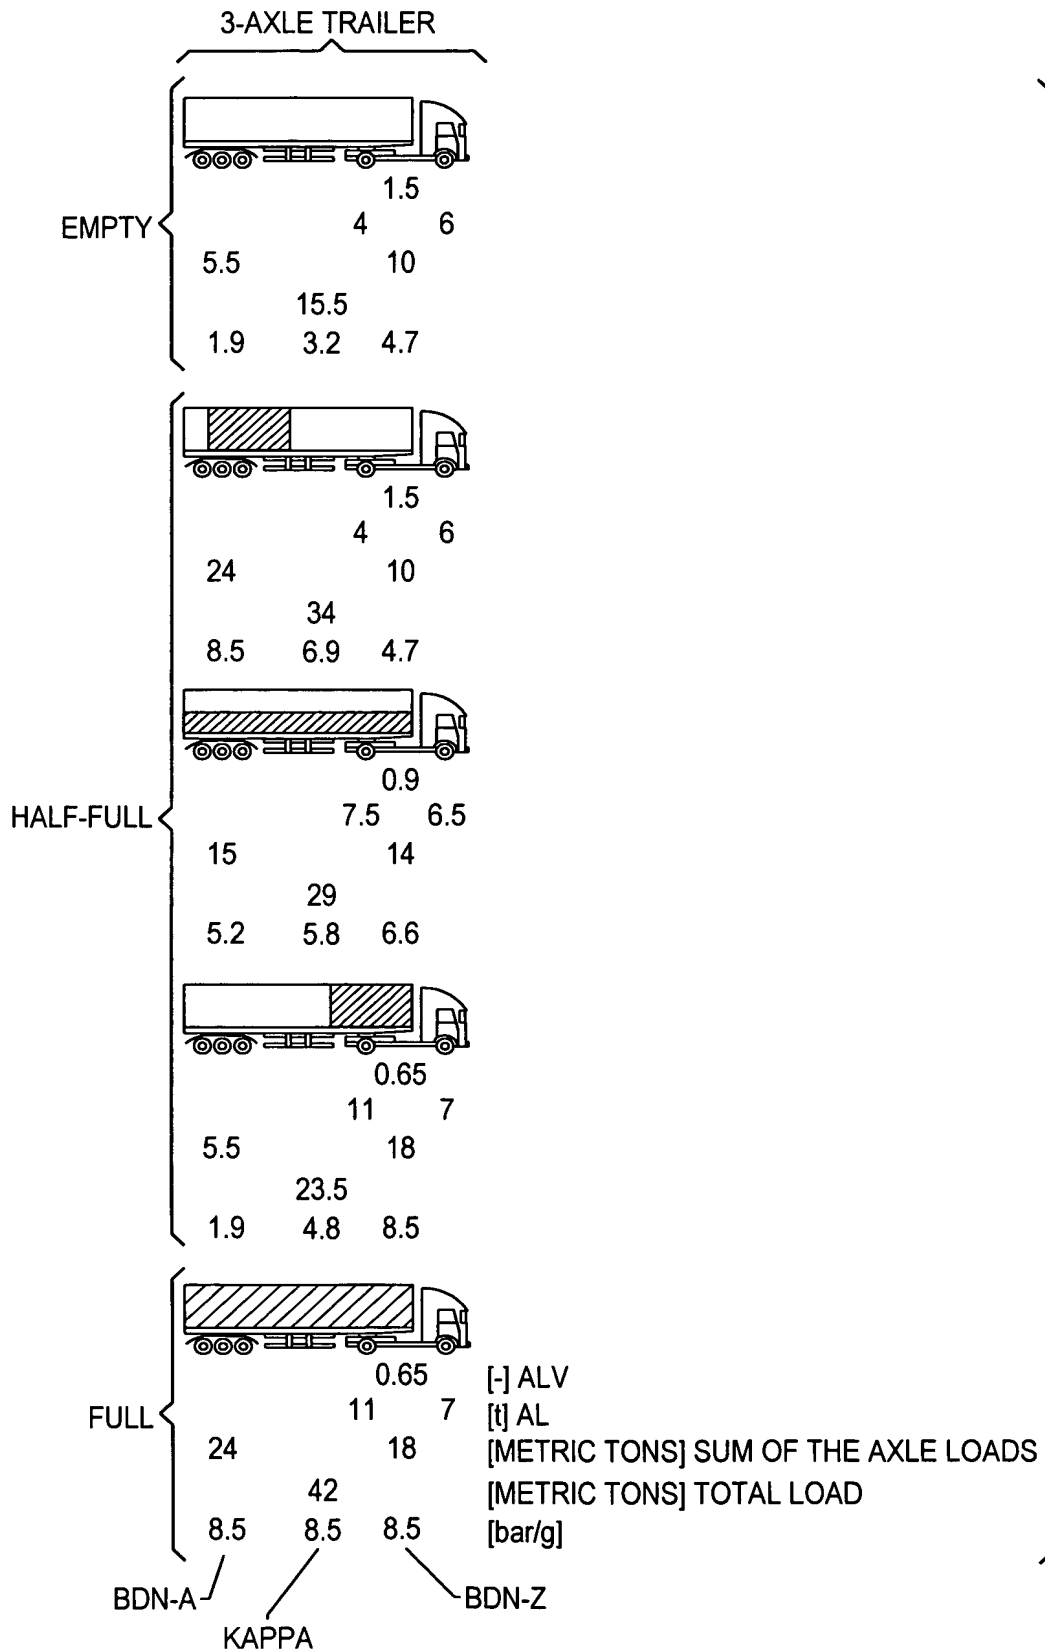 3-AXLE TRAILER
1.5
4 6
EMPTY
5.5 10
15.5
1.9 3.2 4.7
1.5
4 6
24 10
34
8.5 6.9 4.7
0.9
HALF-FULL 7.5 6.5
15 14
29
5.2 5.8 6.6
0.65
11 7
5.5 18
23.5
1.9 4.8 8.5
0.65 [-] ALV
FULL 11 7 [t] AL
24 18 [METRIC TONS] SUM OF THE AXLE LOADS
42 [METRIC TONS] TOTAL LOAD
8.5 8.5 8.5 [bar/g]
BDN-A BDN-Z
KAPPA